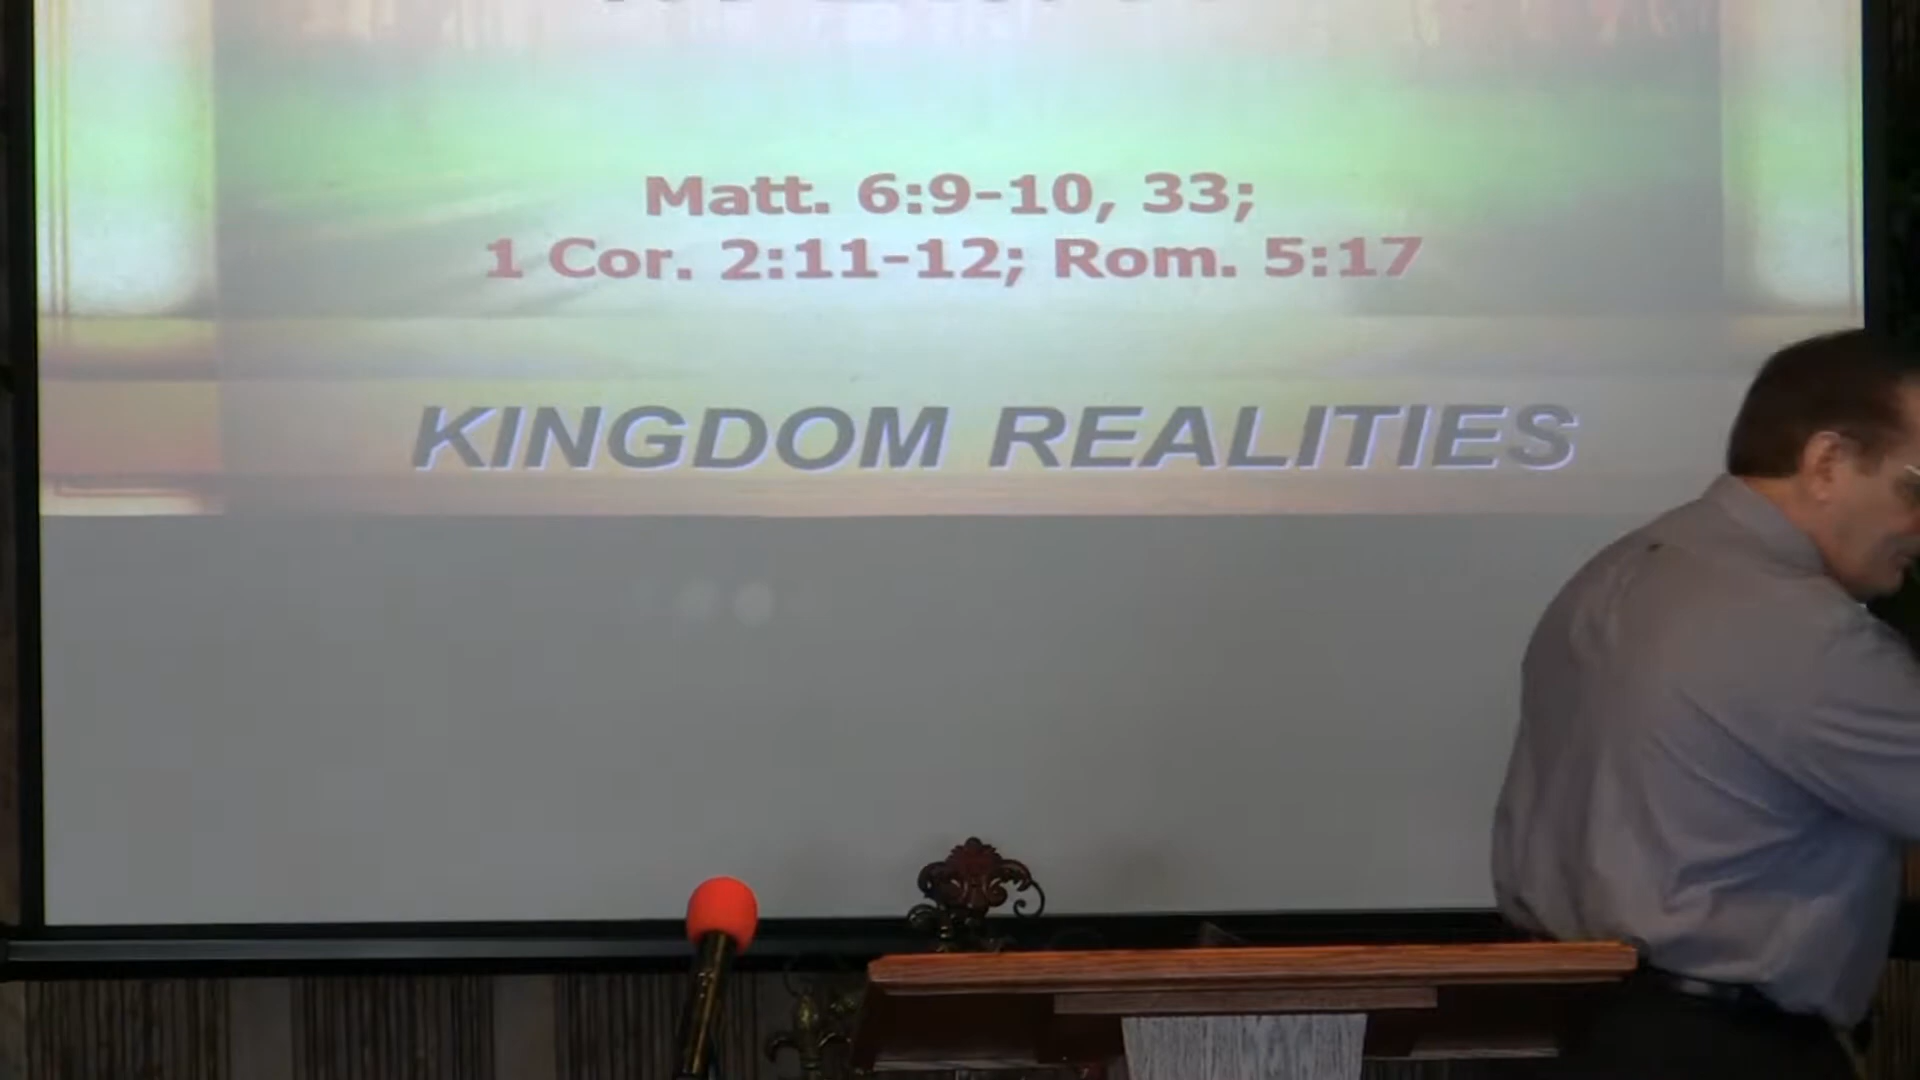 Matt. 6:9-10, 33;
1 Cor. 2:11-12; Rom. 5:17
KINGDOM REALITIES